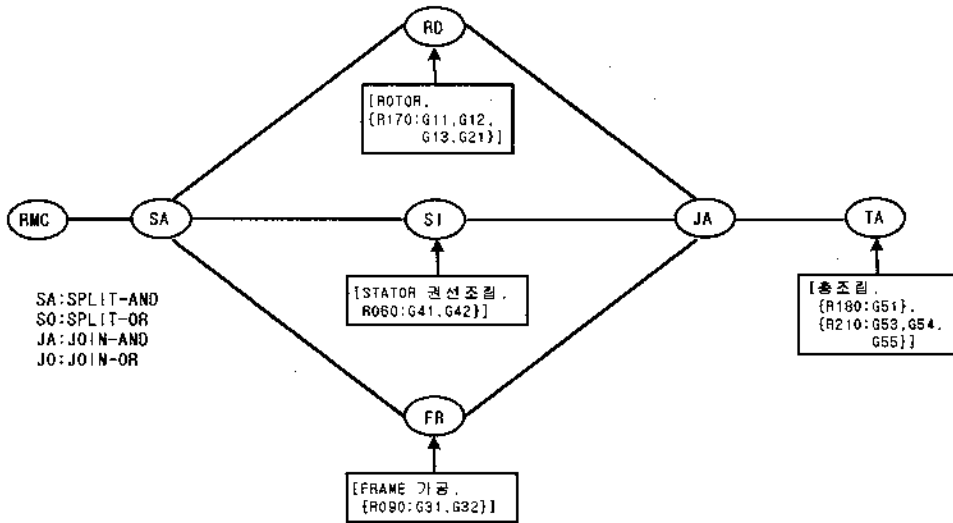 RD
[ROTOR,
{R170:G11,G12,
G13,G21}]
RMC
SA
SI
JA
TA
[STATOR 권선조립,
R060:G41,G42}]
[총조립,
{R180:G51},
{R210:G53,G54,
G55}]
SA:SPLIT-AND
SO:SPLIT-OR
JA:JOIN-AND
JO:JOIN-OR
FR
[FRAME 가공,
{R090:G31,G32}]